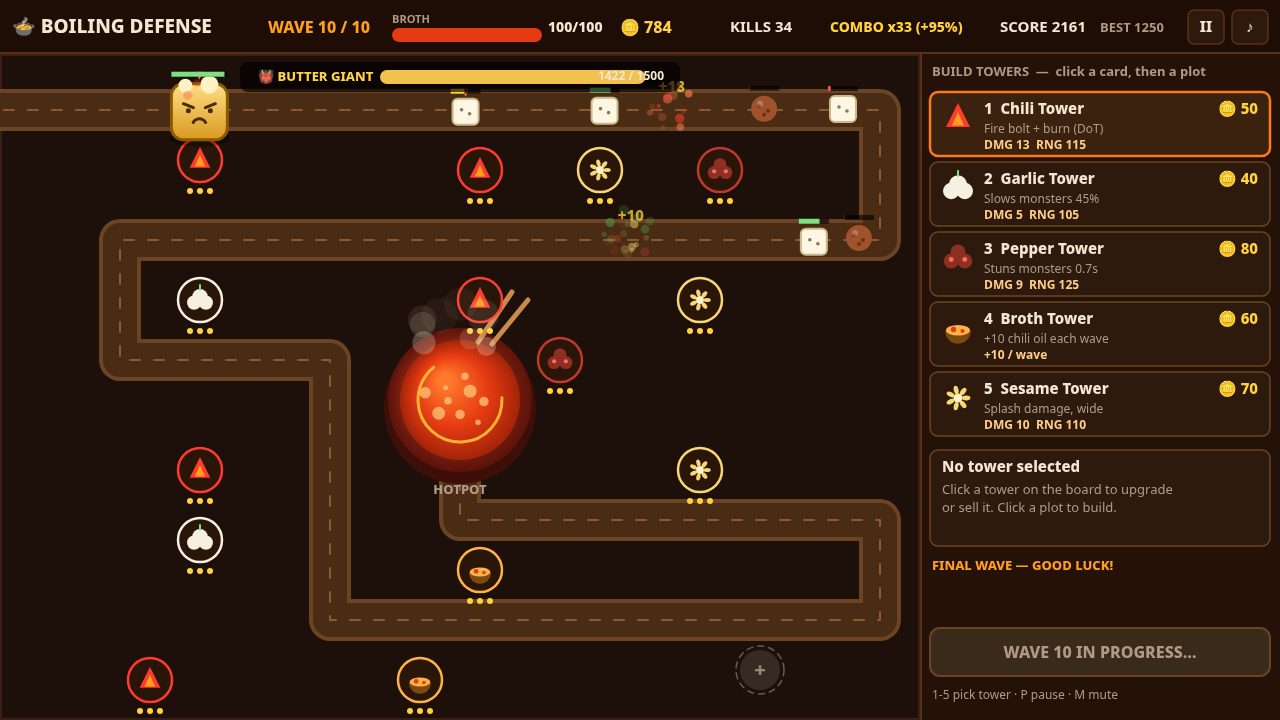 BOILING DEFENSE
WAVE 10 / 10
BROTH
100/100
784
KILLS 34
COMBO x33 (+95%)
SCORE 2161
BEST 1250
II
♪
BUTTER GIANT
1422 / 1500
+13
+10
HOTPOT
+
BUILD TOWERS — click a card, then a plot
1 Chili Tower
50
Fire bolt + burn (DoT)
DMG 13 RNG 115
2 Garlic Tower
40
Slows monsters 45%
DMG 5 RNG 105
3 Pepper Tower
80
Stuns monsters 0.7s
DMG 9 RNG 125
4 Broth Tower
60
+10 chili oil each wave
+10 / wave
5 Sesame Tower
70
Splash damage, wide
DMG 10 RNG 110
No tower selected
Click a tower on the board to upgrade
or sell it. Click a plot to build.
FINAL WAVE — GOOD LUCK!
WAVE 10 IN PROGRESS...
1-5 pick tower · P pause · M mute